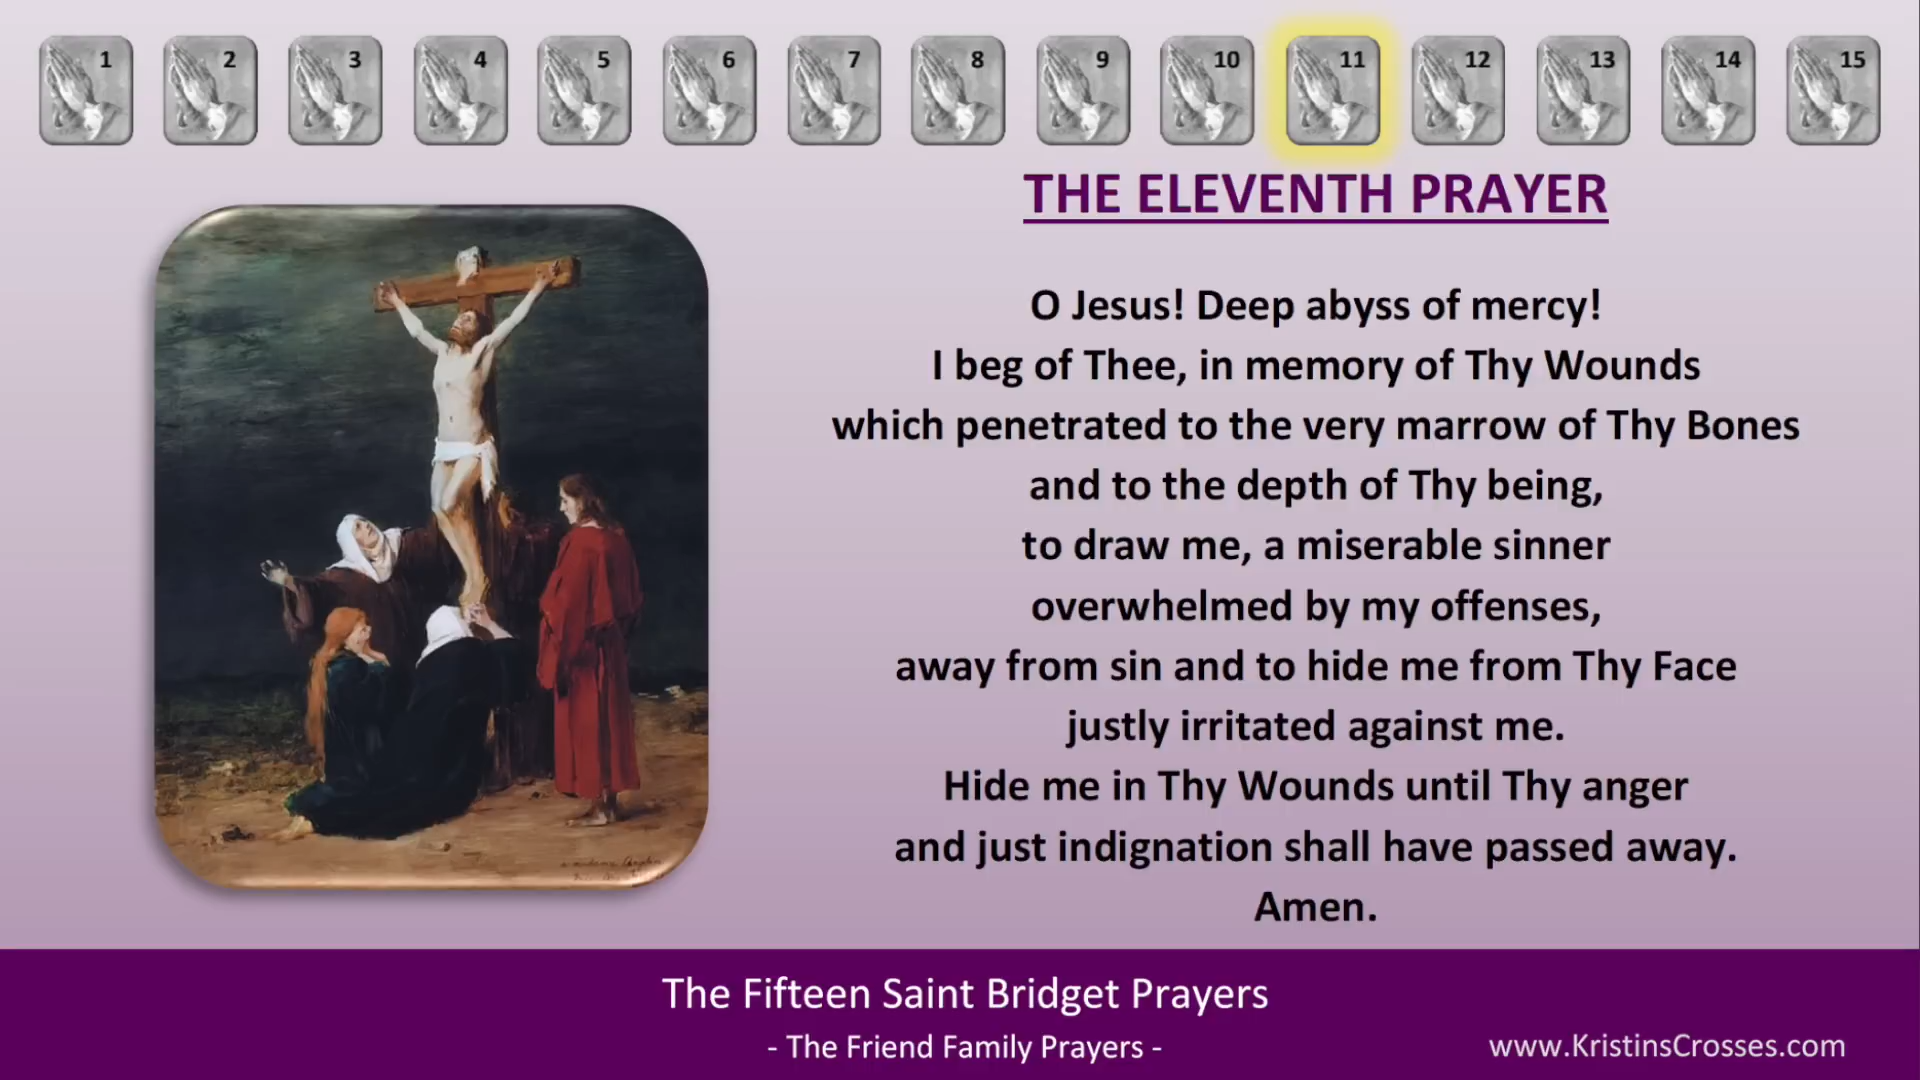 1 2 3 4 5 6 7 8 9 10 11 12 13 14 15
THE ELEVENTH PRAYER
O Jesus! Deep abyss of mercy!
I beg of Thee, in memory of Thy Wounds
which penetrated to the very marrow of Thy Bones
and to the depth of Thy being,
to draw me, a miserable sinner
overwhelmed by my offenses,
away from sin and to hide me from Thy Face
justly irritated against me.
Hide me in Thy Wounds until Thy anger
and just indignation shall have passed away.
Amen.
The Fifteen Saint Bridget Prayers
- The Friend Family Prayers -
www.KristinsCrosses.com